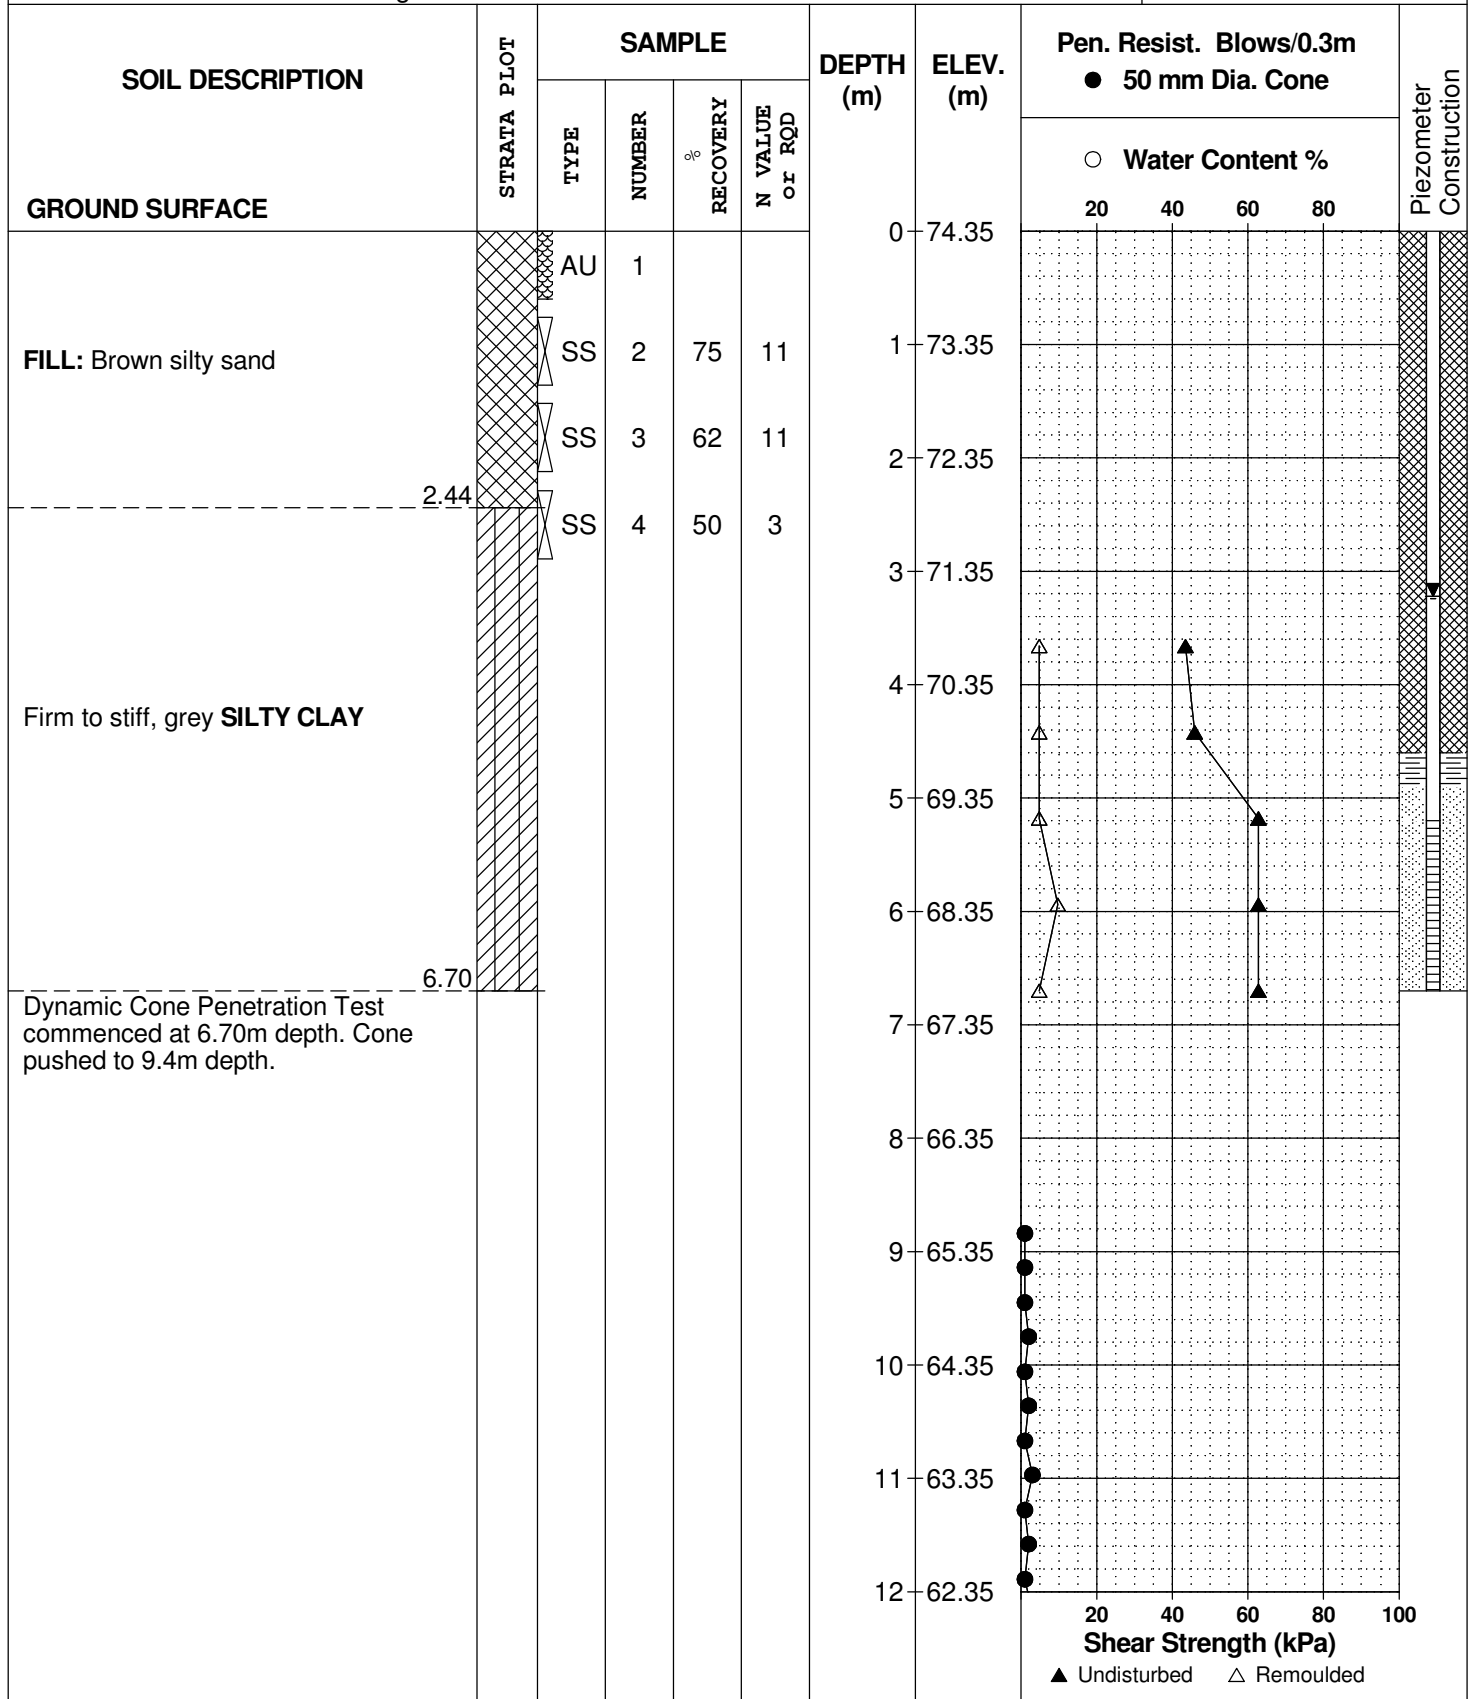 SOIL DESCRIPTION
GROUND SURFACE
STRATA PLOT
SAMPLE
TYPE
NUMBER
%
RECOVERY
N VALUE
or RQD
DEPTH
(m)
ELEV.
(m)
Pen. Resist. Blows/0.3m
● 50 mm Dia. Cone
○ Water Content %
20 40 60 80
Piezometer
Construction
0 74.35
AU 1
FILL: Brown silty sand
SS 2 75 11
1 73.35
SS 3 62 11
2 72.35
2.44
SS 4 50 3
3 71.35
4 70.35
Firm to stiff, grey SILTY CLAY
5 69.35
6 68.35
6.70
Dynamic Cone Penetration Test
commenced at 6.70m depth. Cone
pushed to 9.4m depth.
7 67.35
8 66.35
9 65.35
10 64.35
11 63.35
12 62.35
20 40 60 80 100
Shear Strength (kPa)
▲ Undisturbed △ Remoulded